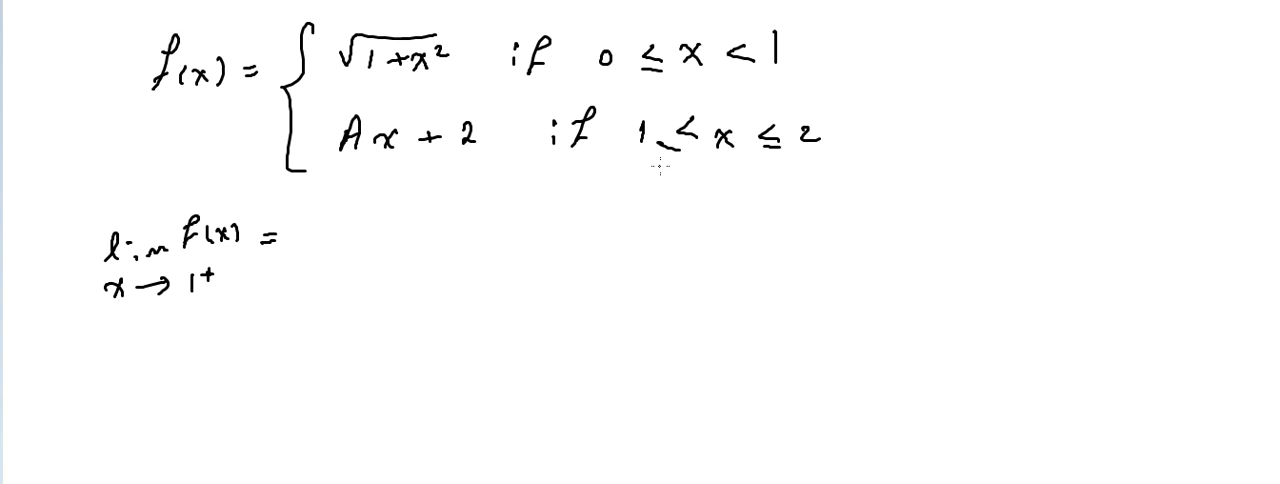 f(x) = { √(1+x²) if 0 ≤ x < 1
Ax + 2 if 1 ≤ x ≤ 2
lim f(x) =
x → 1⁺